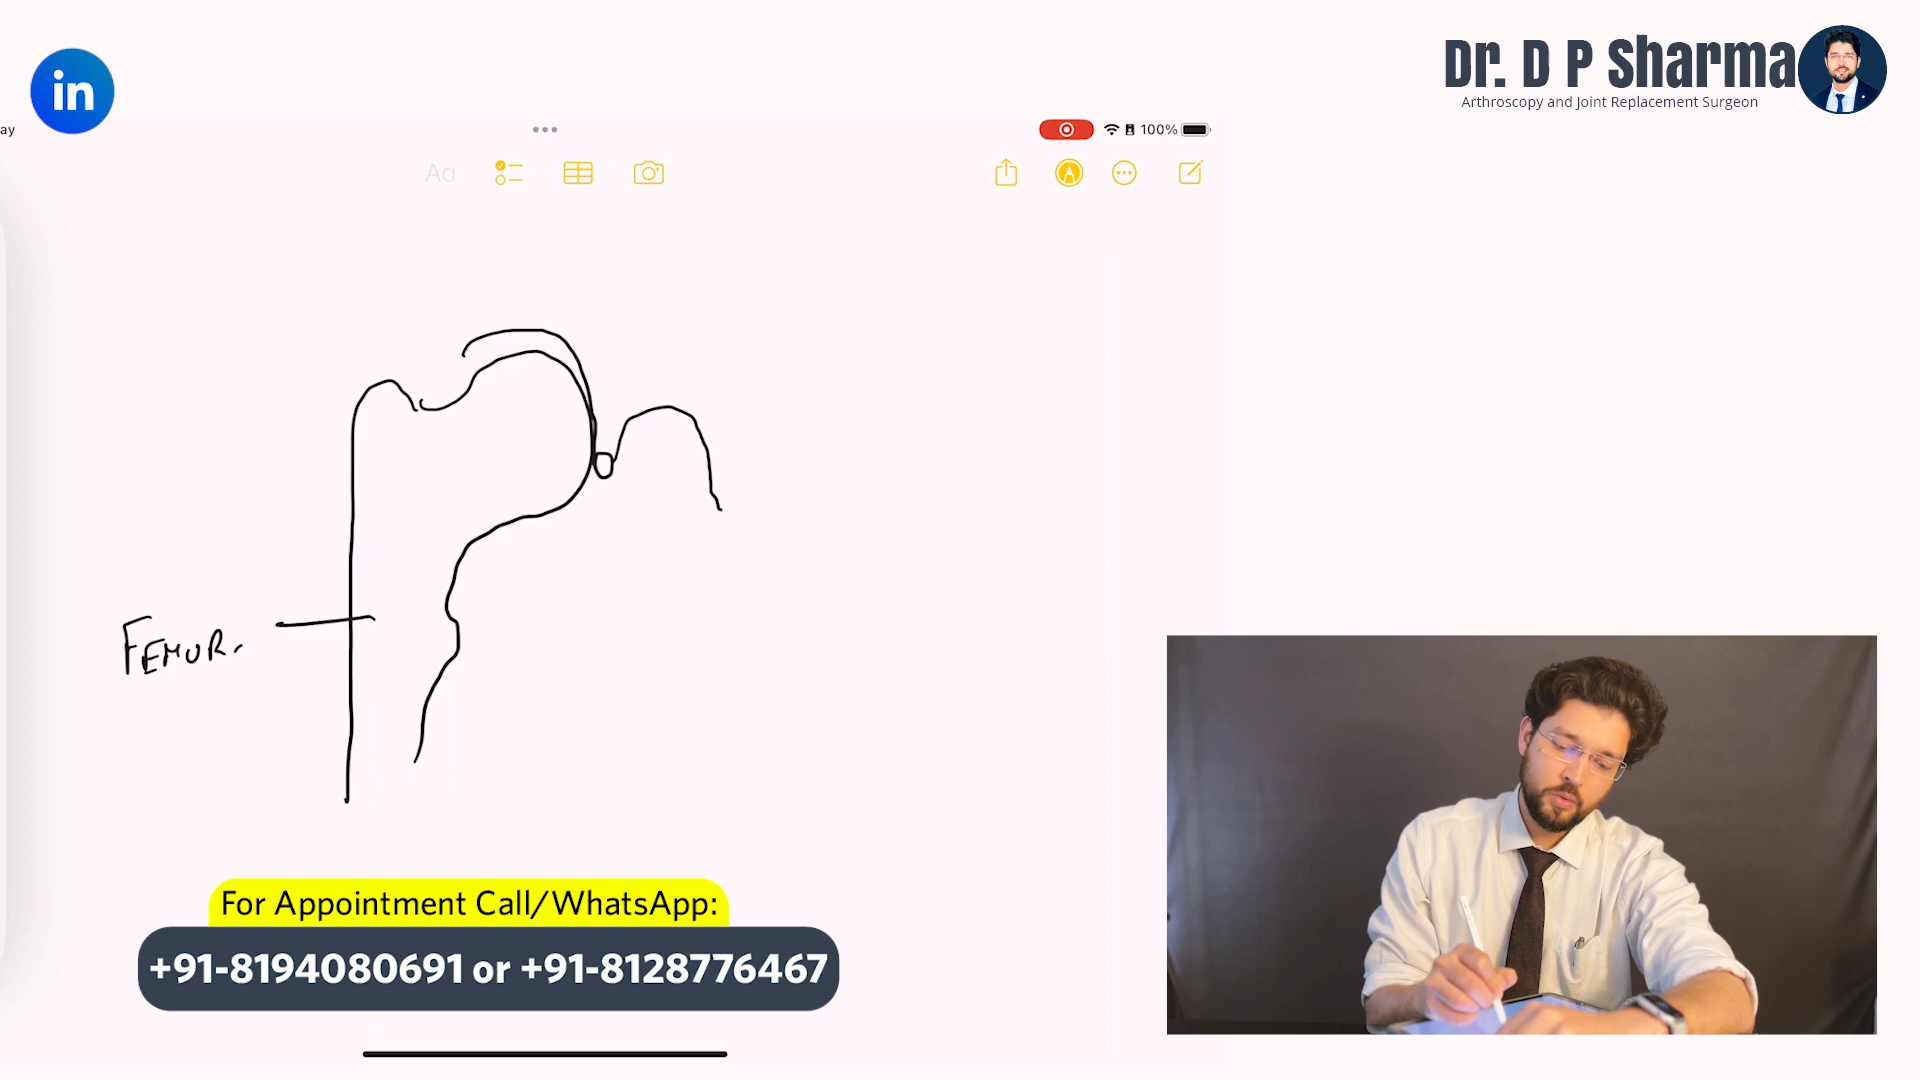 in
Dr. D P Sharma
Arthroscopy and Joint Replacement Surgeon
ay
100%
Aa
FEMUR.
For Appointment Call/WhatsApp:
+91-8194080691 or +91-8128776467